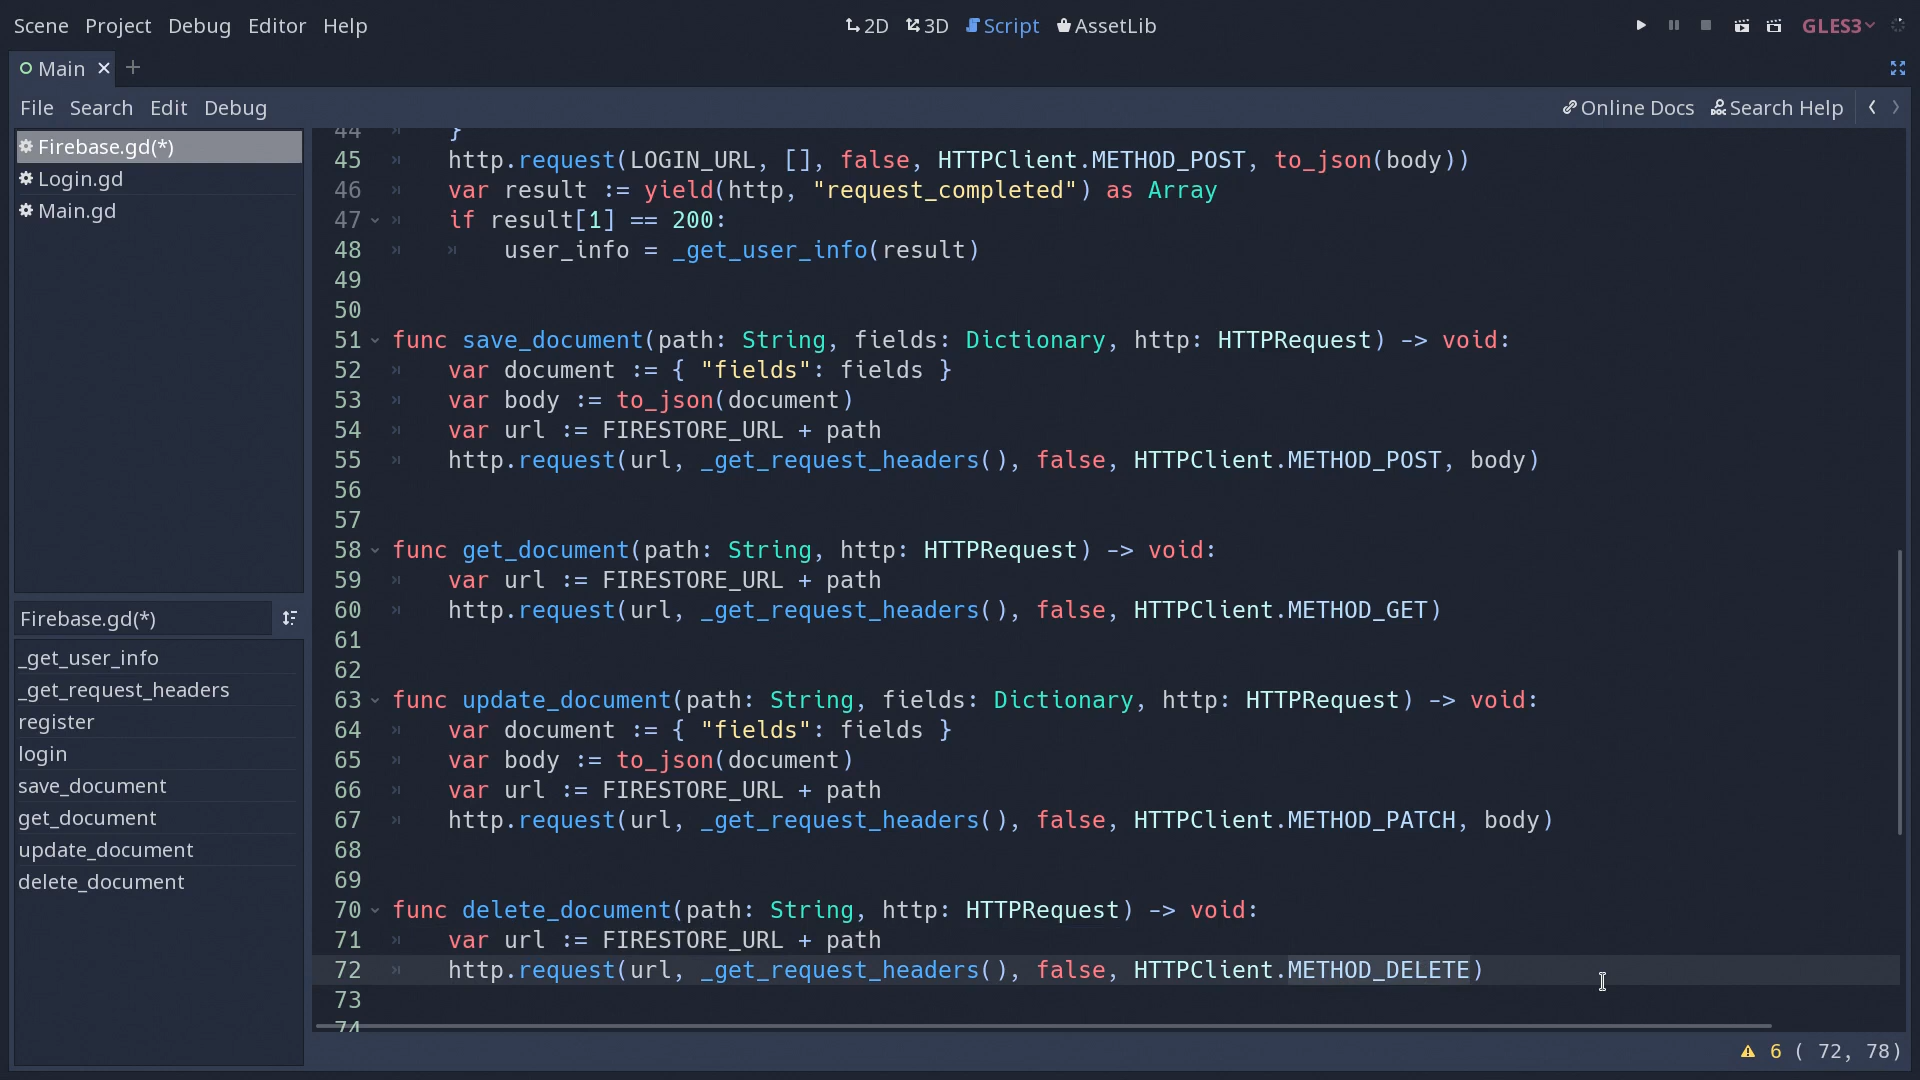 Scene Project Debug Editor Help 2D 3D Script AssetLib GLES3
Main
File Search Edit Debug Online Docs Search Help
Firebase.gd(*)
Login.gd
Main.gd
Firebase.gd(*)
_get_user_info
_get_request_headers
register
login
save_document
get_document
update_document
delete_document
44 }
45 http.request(LOGIN_URL, [], false, HTTPClient.METHOD_POST, to_json(body))
46 var result := yield(http, "request_completed") as Array
47 if result[1] == 200:
48 user_info = _get_user_info(result)
49
50
51 func save_document(path: String, fields: Dictionary, http: HTTPRequest) -> void:
52 var document := { "fields": fields }
53 var body := to_json(document)
54 var url := FIRESTORE_URL + path
55 http.request(url, _get_request_headers(), false, HTTPClient.METHOD_POST, body)
56
57
58 func get_document(path: String, http: HTTPRequest) -> void:
59 var url := FIRESTORE_URL + path
60 http.request(url, _get_request_headers(), false, HTTPClient.METHOD_GET)
61
62
63 func update_document(path: String, fields: Dictionary, http: HTTPRequest) -> void:
64 var document := { "fields": fields }
65 var body := to_json(document)
66 var url := FIRESTORE_URL + path
67 http.request(url, _get_request_headers(), false, HTTPClient.METHOD_PATCH, body)
68
69
70 func delete_document(path: String, http: HTTPRequest) -> void:
71 var url := FIRESTORE_URL + path
72 http.request(url, _get_request_headers(), false, HTTPClient.METHOD_DELETE)
73
74
6 ( 72, 78)